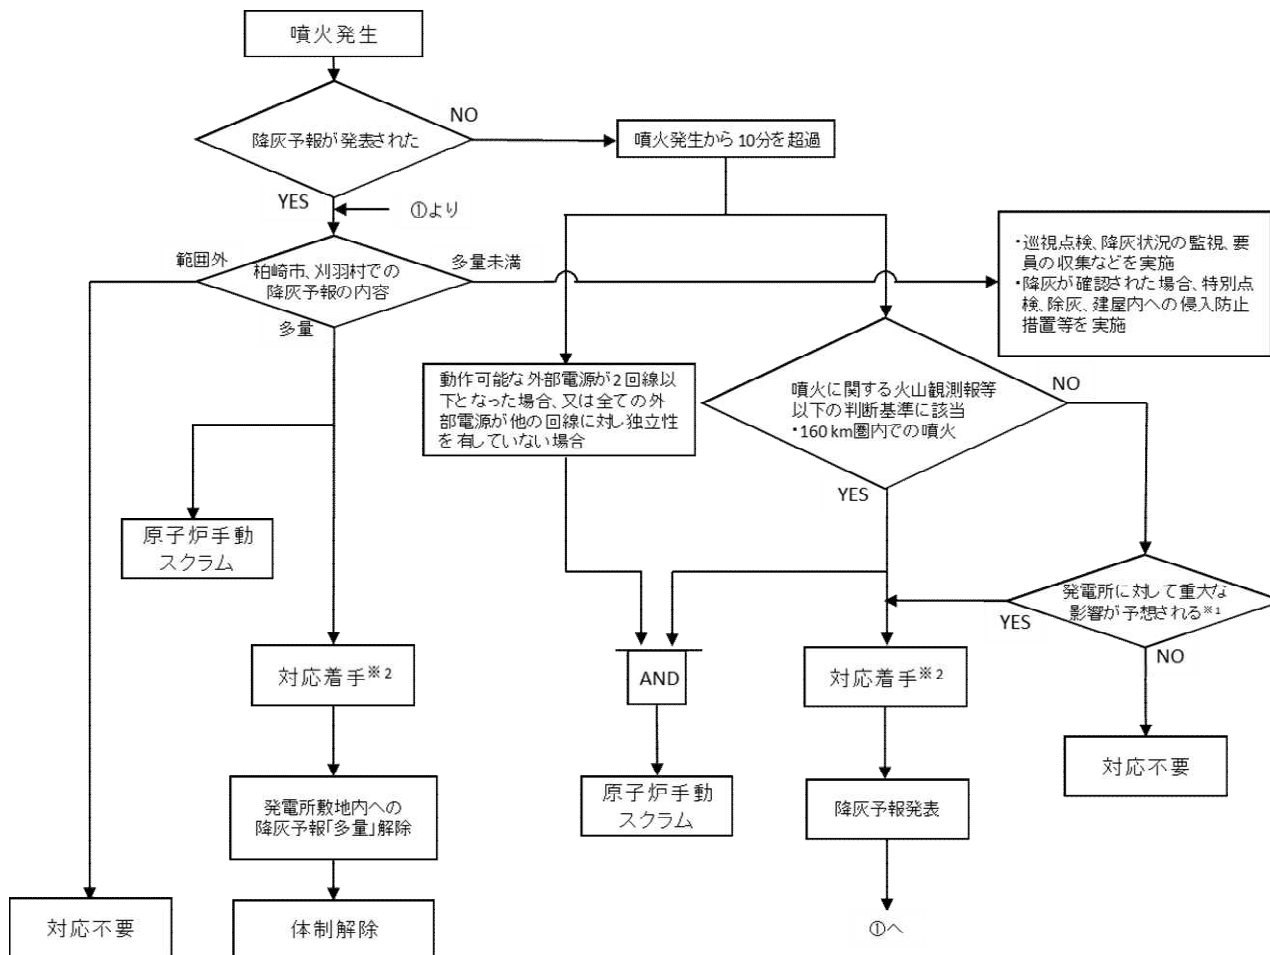 噴火発生
降灰予報が発表された
NO
噴火発生から10分を超過
YES
①より
範囲外
柏崎市、刈羽村での
降灰予報の内容
多量未満
多量
・巡視点検、降灰状況の監視、要
員の収集などを実施
・降灰が確認された場合、特別点
検、除灰、建屋内への侵入防止
措置等を実施
動作可能な外部電源が2回線以
下となった場合、又は全ての外
部電源が他の回線に対し独立性
を有していない場合
噴火に関する火山観測報等
以下の判断基準に該当
・160 km圏内での噴火
NO
YES
原子炉手動
スクラム
発電所に対して重大な
影響が予想される※1
YES
NO
対応着手※2
AND
対応着手※2
対応不要
発電所敷地内への
降灰予報「多量」解除
原子炉手動
スクラム
降灰予報発表
対応不要
体制解除
①へ